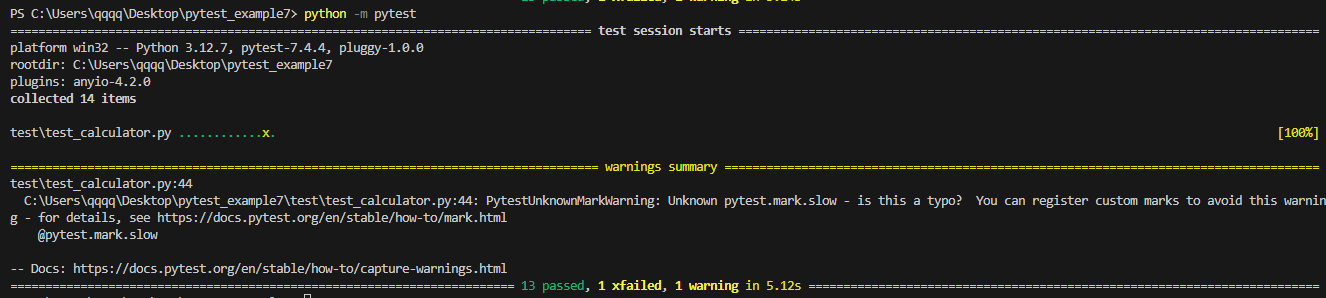 PS C:\Users\qqqq\Desktop\pytest_example7> python -m pytest
======================================================================================= test session starts ===================================================================================
platform win32 -- Python 3.12.7, pytest-7.4.4, pluggy-1.0.0
rootdir: C:\Users\qqqq\Desktop\pytest_example7
plugins: anyio-4.2.0
collected 14 items
test\test_calculator.py ............x. [100%]
==================================================================================== warnings summary =====================================================================================
test\test_calculator.py:44
C:\Users\qqqq\Desktop\pytest_example7\test\test_calculator.py:44: PytestUnknownMarkWarning: Unknown pytest.mark.slow - is this a typo?  You can register custom marks to avoid this warnin
g - for details, see https://docs.pytest.org/en/stable/how-to/mark.html
@pytest.mark.slow
-- Docs: https://docs.pytest.org/en/stable/how-to/capture-warnings.html
======================================================================== 13 passed, 1 xfailed, 1 warning in 5.12s =========================================================================